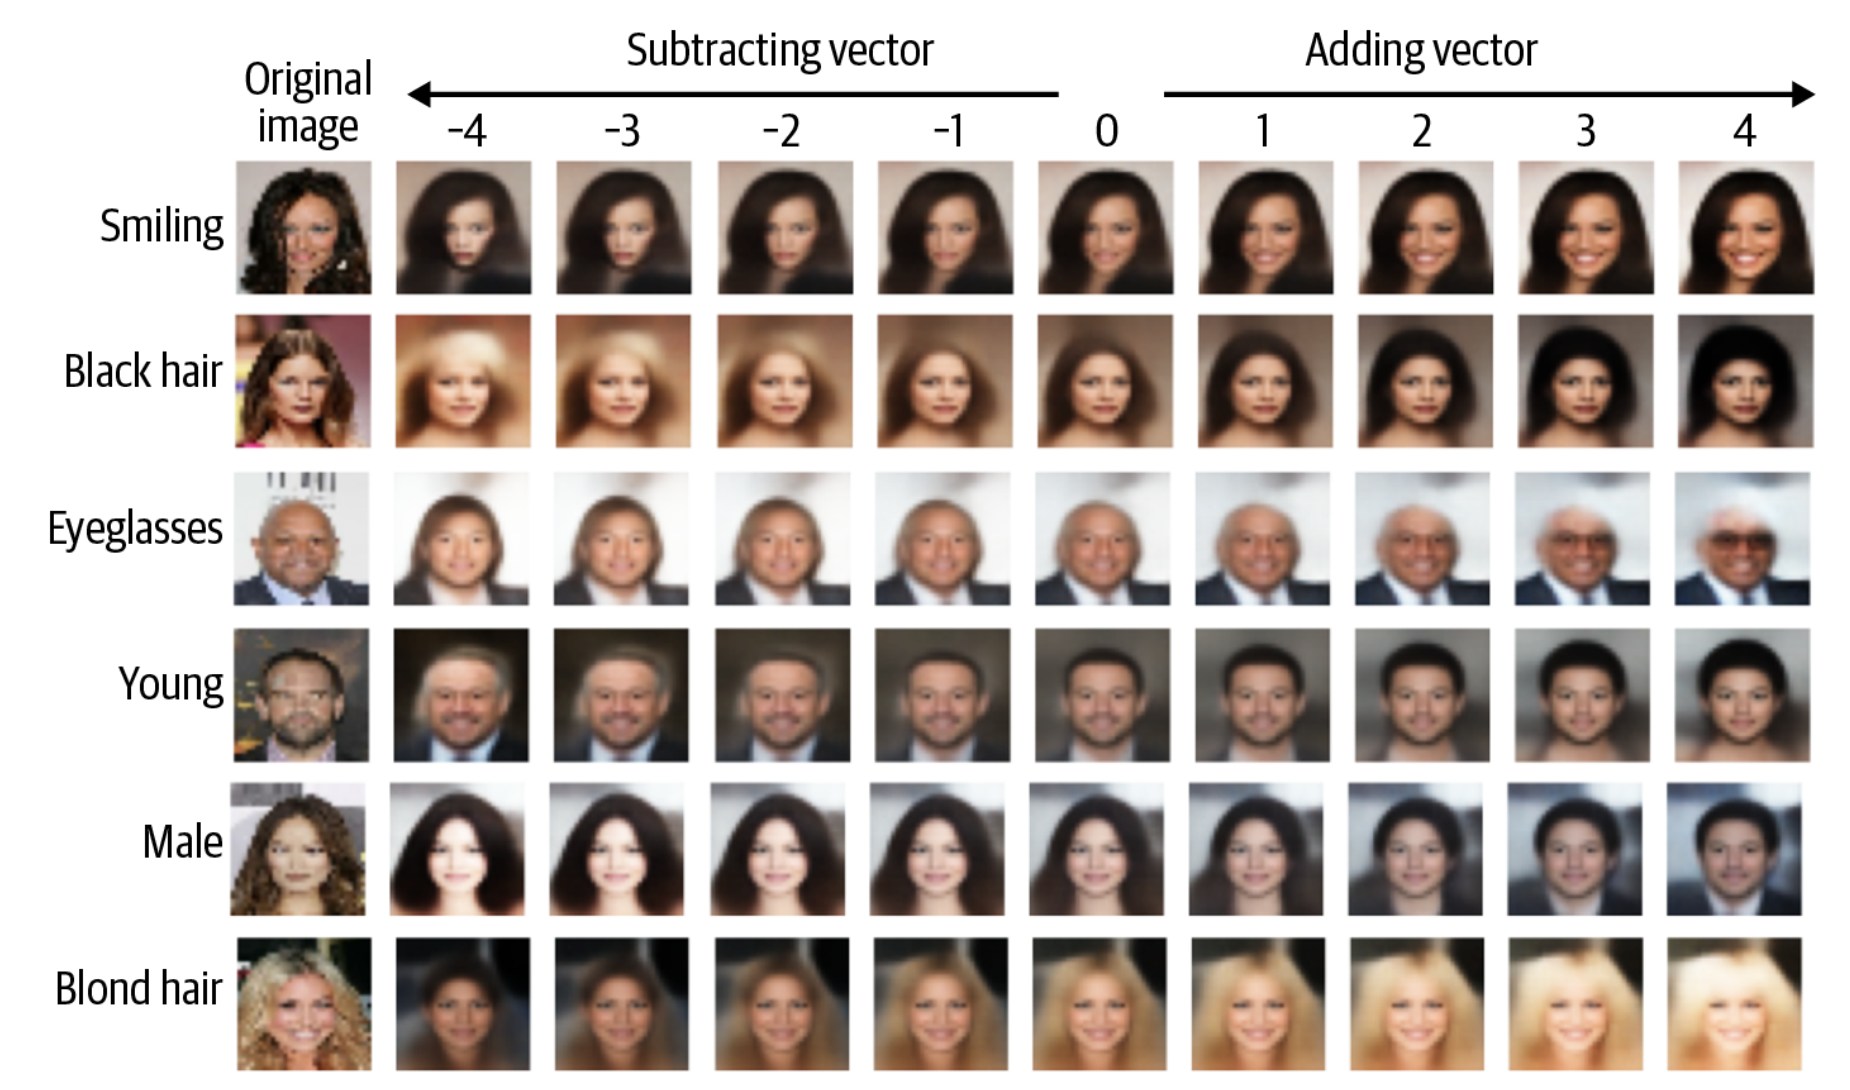 Subtracting vector
Adding vector
Original
image
−4
−3
−2
−1
0
1
2
3
4
Smiling
Black hair
Eyeglasses
Young
Male
Blond hair